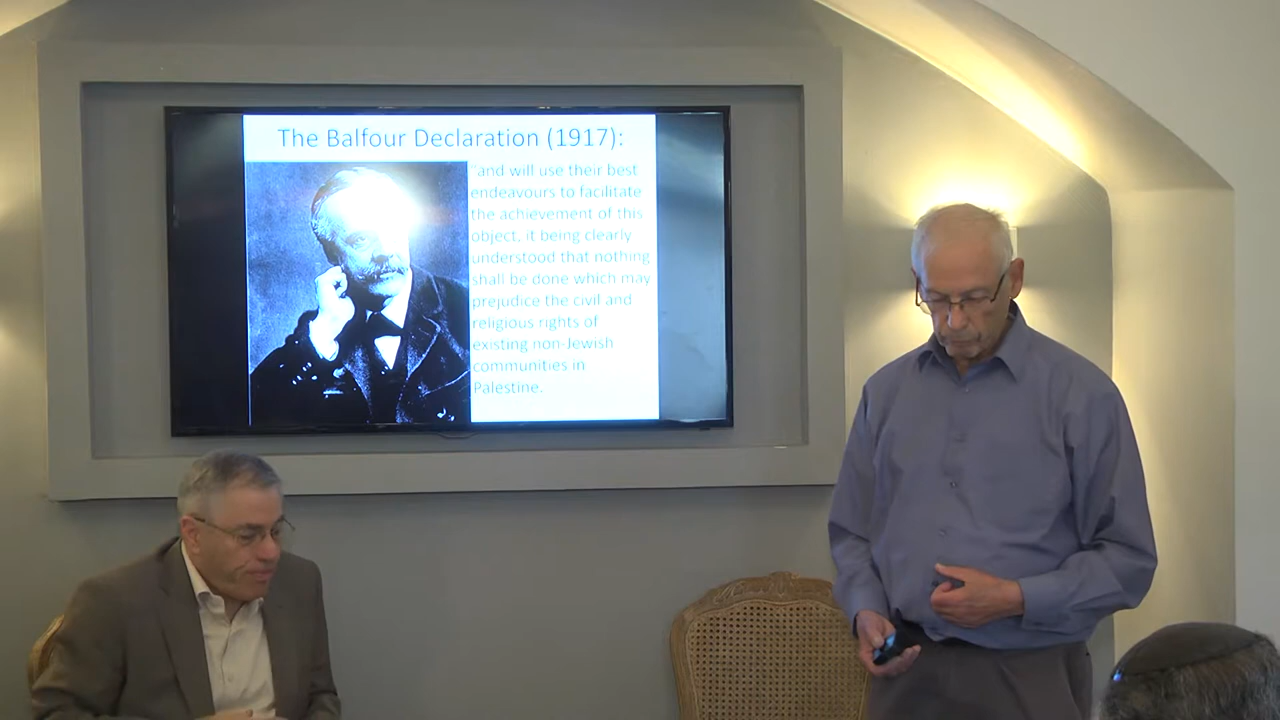 The Balfour Declaration (1917):
"and will use their best
endeavours to facilitate
the achievement of this
object, it being clearly
understood that nothing
shall be done which may
prejudice the civil and
religious rights of
existing non-Jewish
communities in
Palestine.